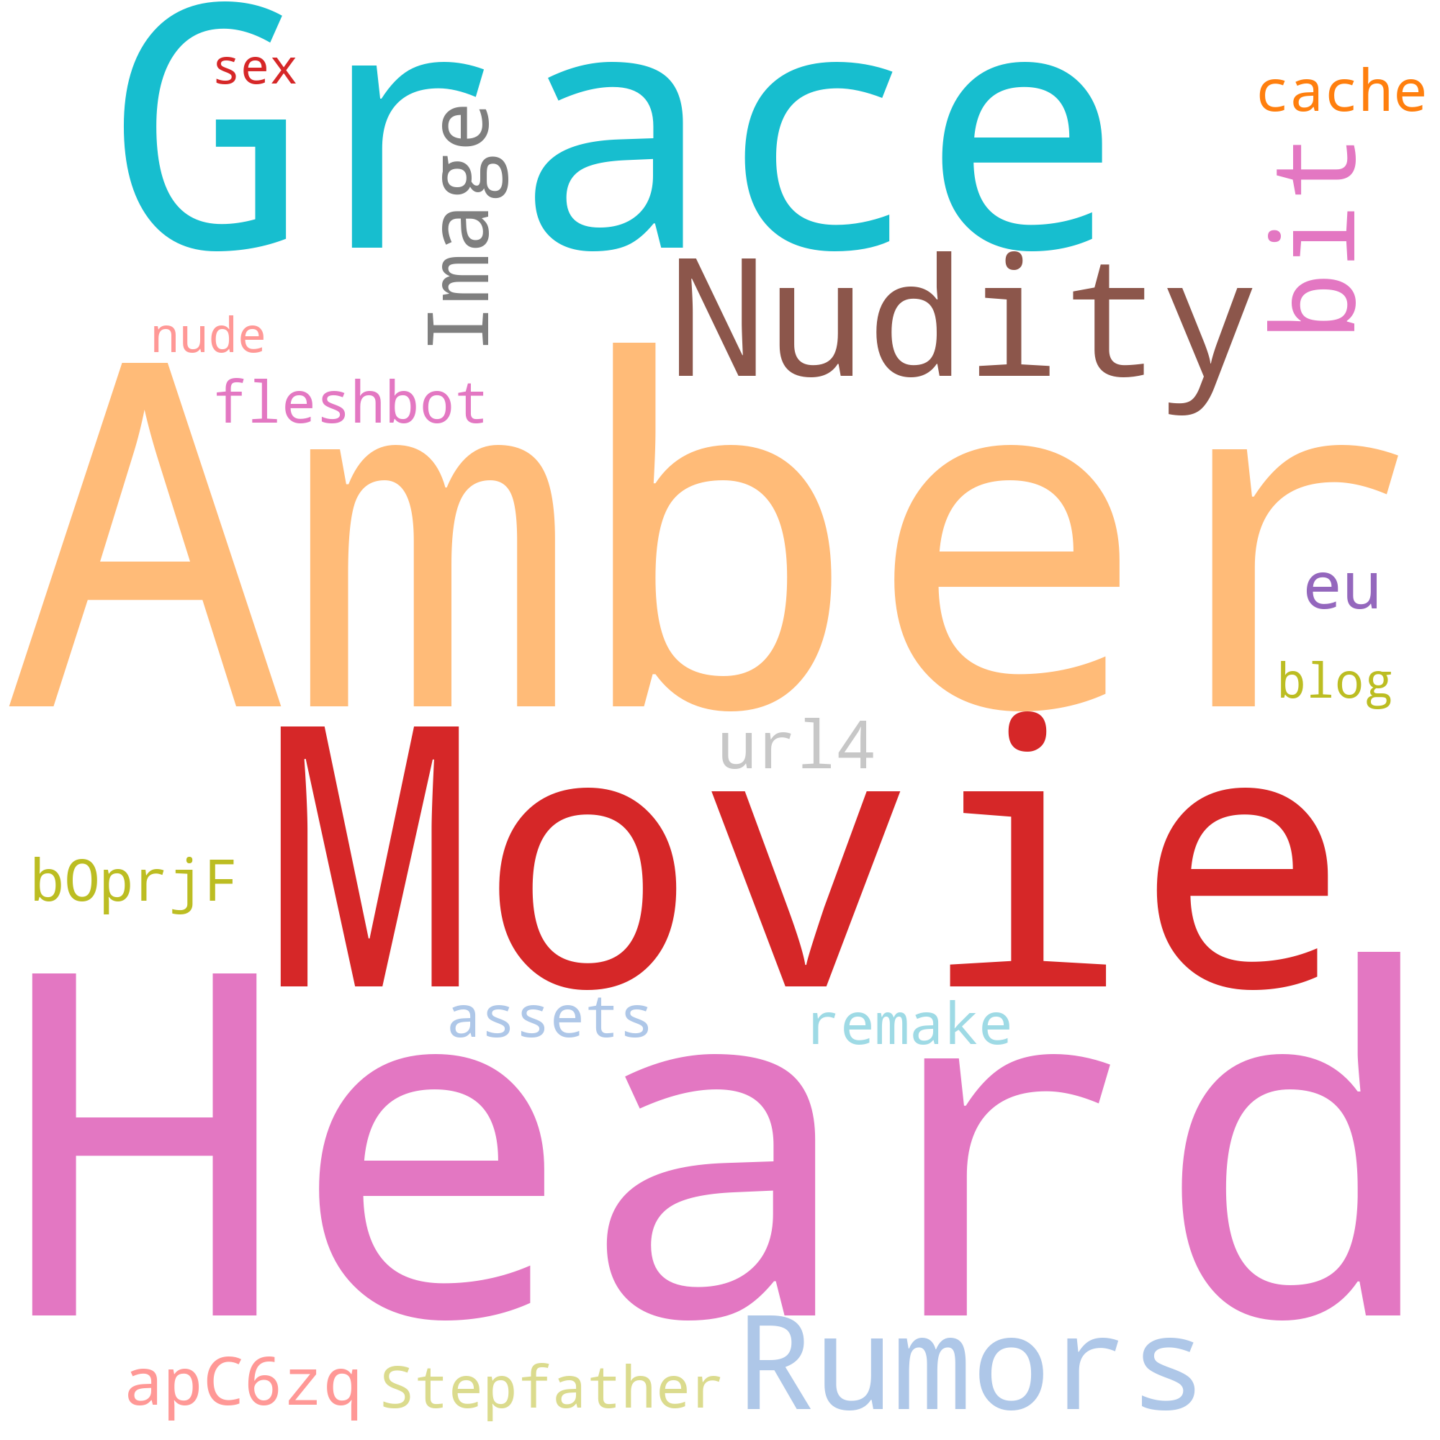 Grace
sex
cache
Image
bit
Nudity
nude
fleshbot
Amber
eu
blog
url4
Movie
bOprjF
assets
remake
Heard
Rumors
apC6zq
Stepfather